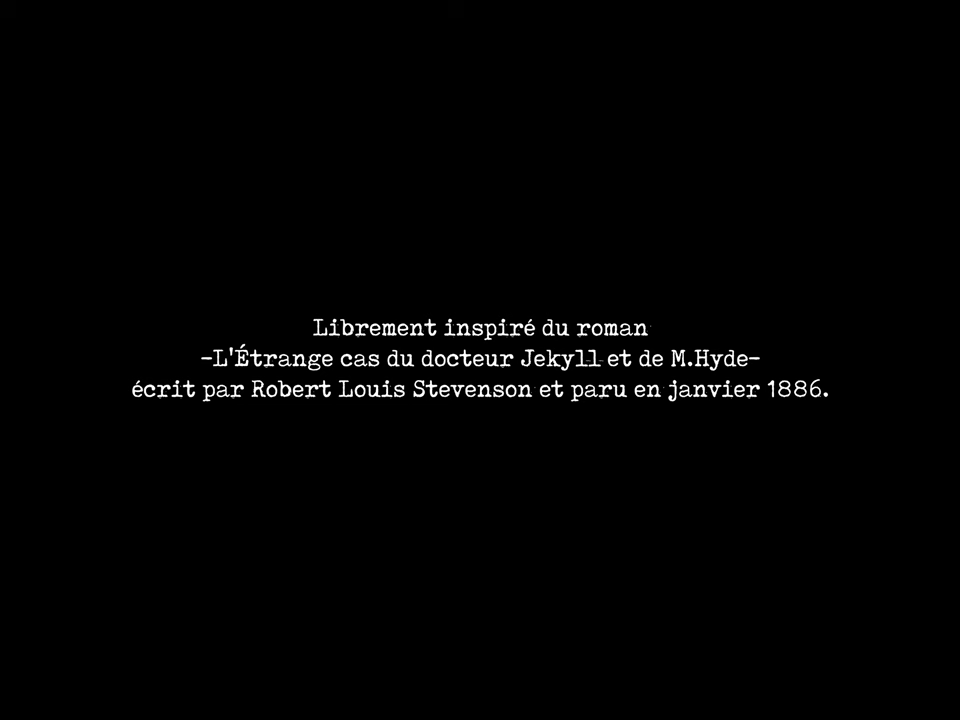 Librement inspiré du roman
-L'Étrange cas du docteur Jekyll et de M.Hyde-
écrit par Robert Louis Stevenson et paru en janvier 1886.